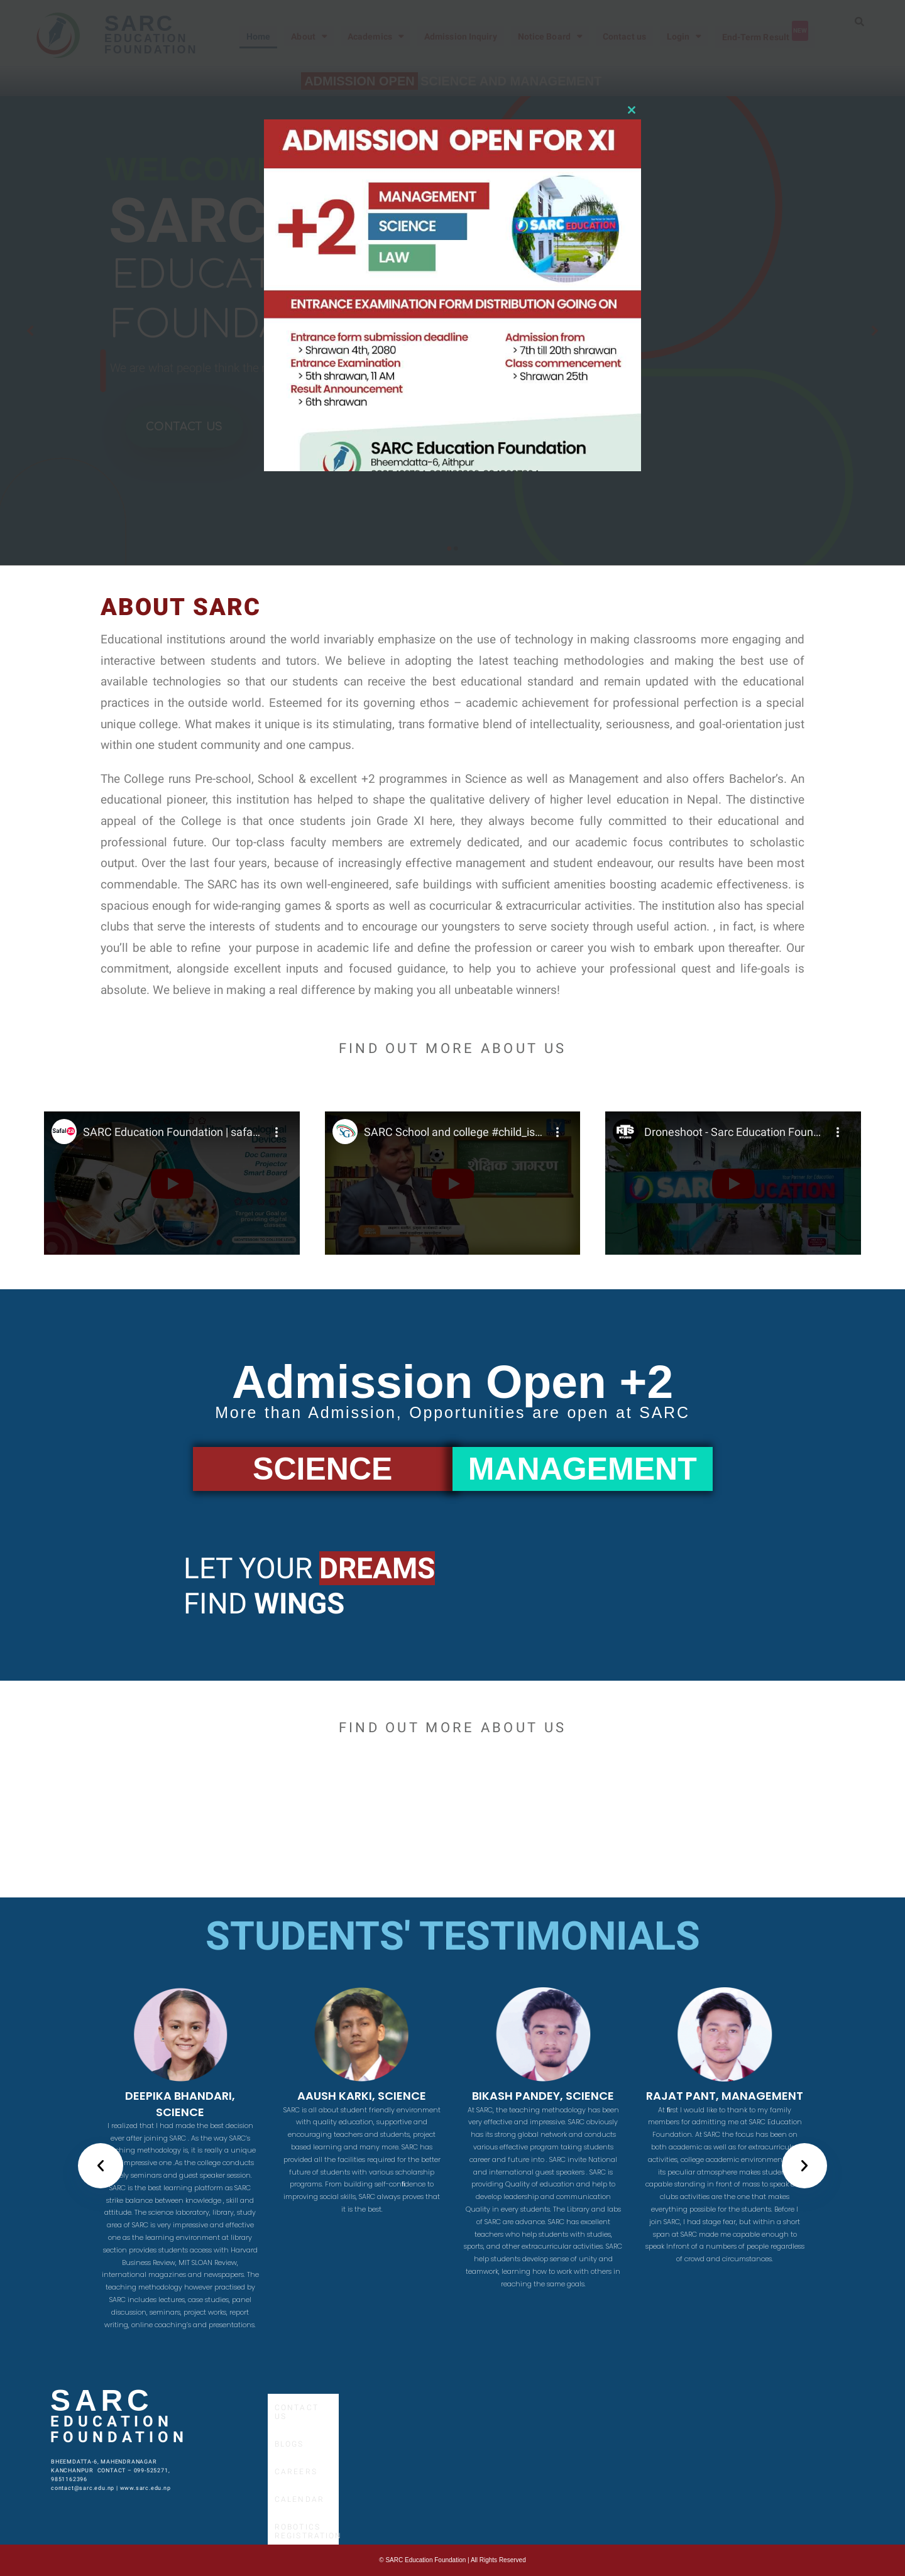 SARC
EDUCATION
FOUNDATION
Home
About
Academics
Admission Inquiry
Notice Board
Contact us
Login
End-Term Result
ADMISSION OPEN SCIENCE AND MANAGEMENT
WELCOM
SARC
EDUCAT
FOUNDA
We are what people think the
CONTACT US
×
ADMISSION OPEN FOR XI
+2
MANAGEMENT
SCIENCE
LAW
SARC EDUCATION
ENTRANCE EXAMINATION FORM DISTRIBUTION GOING ON
Entrance form submission deadline
> Shrawan 4th, 2080
Entrance Examination
> 5th shrawan, 11 AM
Result Announcement
> 6th shrawan
Admission from
> 7th till 20th shrawan
Class commencement
> Shrawan 25th
SARC Education Foundation
Bheemdatta-6, Aithpur
ABOUT SARC
Educational institutions around the world invariably emphasize on the use of technology in making classrooms more engaging and
interactive between students and tutors. We believe in adopting the latest teaching methodologies and making the best use of
available technologies so that our students can receive the best educational standard and remain updated with the educational
practices in the outside world. Esteemed for its governing ethos – academic achievement for professional perfection is a special
unique college. What makes it unique is its stimulating, trans formative blend of intellectuality, seriousness, and goal-orientation just
within one student community and one campus.
The College runs Pre-school, School & excellent +2 programmes in Science as well as Management and also offers Bachelor's. An
educational pioneer, this institution has helped to shape the qualitative delivery of higher level education in Nepal. The distinctive
appeal of the College is that once students join Grade XI here, they always become fully committed to their educational and
professional future. Our top-class faculty members are extremely dedicated, and our academic focus contributes to scholastic
output. Over the last four years, because of increasingly effective management and student endeavour, our results have been most
commendable. The SARC has its own well-engineered, safe buildings with sufficient amenities boosting academic effectiveness. is
spacious enough for wide-ranging games & sports as well as cocurricular & extracurricular activities. The institution also has special
clubs that serve the interests of students and to encourage our youngsters to serve society through useful action. , in fact, is where
you'll be able to refine your purpose in academic life and define the profession or career you wish to embark upon thereafter. Our
commitment, alongside excellent inputs and focused guidance, to help you to achieve your professional quest and life-goals is
absolute. We believe in making a real difference by making you all unbeatable winners!
FIND OUT MORE ABOUT US
SARC Education Foundation | safa...
Devices
Doc Camera
Projector
Smart Board
SARC School and college #child_is...
शैक्षिक जागरण
Droneshoot - Sarc Education Foun...
SARC EDUCATION
Admission Open +2
More than Admission, Opportunities are open at SARC
SCIENCE
MANAGEMENT
LET YOUR DREAMS
FIND WINGS
FIND OUT MORE ABOUT US
STUDENTS' TESTIMONIALS
DEEPIKA BHANDARI,
SCIENCE
I realized that I had made the best decision
ever after joining SARC . As the way SARC's
ching methodology is, it is really a unique
mpressive one .As the college conducts
ly seminars and guest speaker session.
SARC is the best learning platform as SARC
strike balance between knowledge , skill and
attitude. The science laboratory, library, study
area of SARC is very impressive and effective
one as the learning environment at library
section provides students access with Harvard
Business Review, MIT SLOAN Review,
international magazines and newspapers. The
teaching methodology however practised by
SARC includes lectures, case studies, panel
discussion, seminars, project works, report
writing, online coaching's and presentations.
AAUSH KARKI, SCIENCE
SARC is all about student friendly environment
with quality education, supportive and
encouraging teachers and students, project
based learning and many more. SARC has
provided all the facilities required for the better
future of students with various scholarship
programs. From building self-confidence to
improving social skills, SARC always proves that
it is the best.
BIKASH PANDEY, SCIENCE
At SARC, the teaching methodology has been
very effective and impressive. SARC obviously
has its strong global network and conducts
various effective program taking students
career and future into . SARC invite National
and international guest speakers . SARC is
providing Quality of education and help to
develop leadership and communication
Quality in every students. The Library and labs
of SARC are advance. SARC has excellent
teachers who help students with studies,
sports, and other extracurricular activities. SARC
help students develop sense of unity and
teamwork, learning how to work with others in
reaching the same goals.
RAJAT PANT, MANAGEMENT
At first I would like to thank to my family
members for admitting me at SARC Education
Foundation. At SARC the focus has been on
both academic as well as for extracurricul
activities, college academic environment
its peculiar atmosphere makes stude
capable standing in front of mass to speak
clubs activities are the one that makes
everything possible for the students. Before I
join SARC, I had stage fear, but within a short
span at SARC made me capable enough to
speak Infront of a numbers of people regardless
of crowd and circumstances.
SARC
EDUCATION
FOUNDATION
BHEEMDATTA-6, MAHENDRANAGAR
KANCHANPUR CONTACT – 099-525271,
9851162396
contact@sarc.edu.np | www.sarc.edu.np
CONTACT
US
BLOGS
CAREERS
CALENDAR
ROBOTICS
REGISTRATION
© SARC Education Foundation | All Rights Reserved